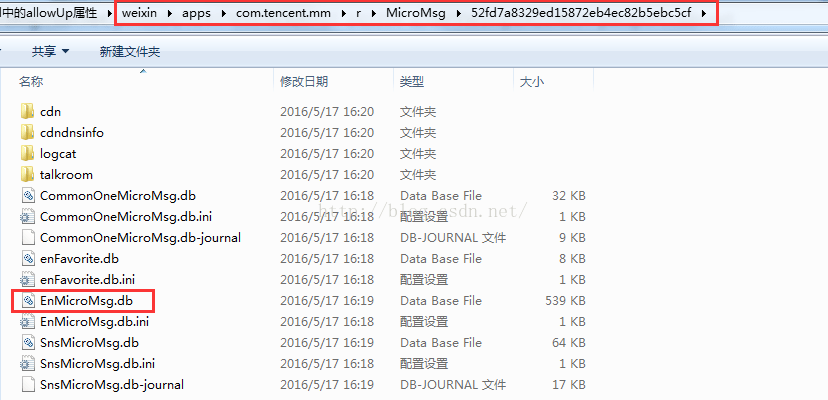 中的allowUp属性 ▸ weixin ▸ apps ▸ com.tencent.mm ▸ r ▸ MicroMsg ▸ 52fd7a8329ed15872eb4ec82b5ebc5cf ▸
共享 新建文件夹
名称 修改日期 类型 大小
cdn 2016/5/17 16:20 文件夹
cdndnsinfo 2016/5/17 16:20 文件夹
logcat 2016/5/17 16:20 文件夹
talkroom 2016/5/17 16:20 文件夹
CommonOneMicroMsg.db 2016/5/17 16:18 Data Base File 32 KB
CommonOneMicroMsg.db.ini 2016/5/17 16:18 配置设置 1 KB
http://blog.csdn.net/
CommonOneMicroMsg.db-journal 2016/5/17 16:18 DB-JOURNAL 文件 9 KB
enFavorite.db 2016/5/17 16:18 Data Base File 8 KB
enFavorite.db.ini 2016/5/17 16:18 配置设置 1 KB
EnMicroMsg.db 2016/5/17 16:19 Data Base File 539 KB
EnMicroMsg.db.ini 2016/5/17 16:18 配置设置 1 KB
SnsMicroMsg.db 2016/5/17 16:19 Data Base File 64 KB
SnsMicroMsg.db.ini 2016/5/17 16:18 配置设置 1 KB
SnsMicroMsg.db-journal 2016/5/17 16:19 DB-JOURNAL 文件 17 KB